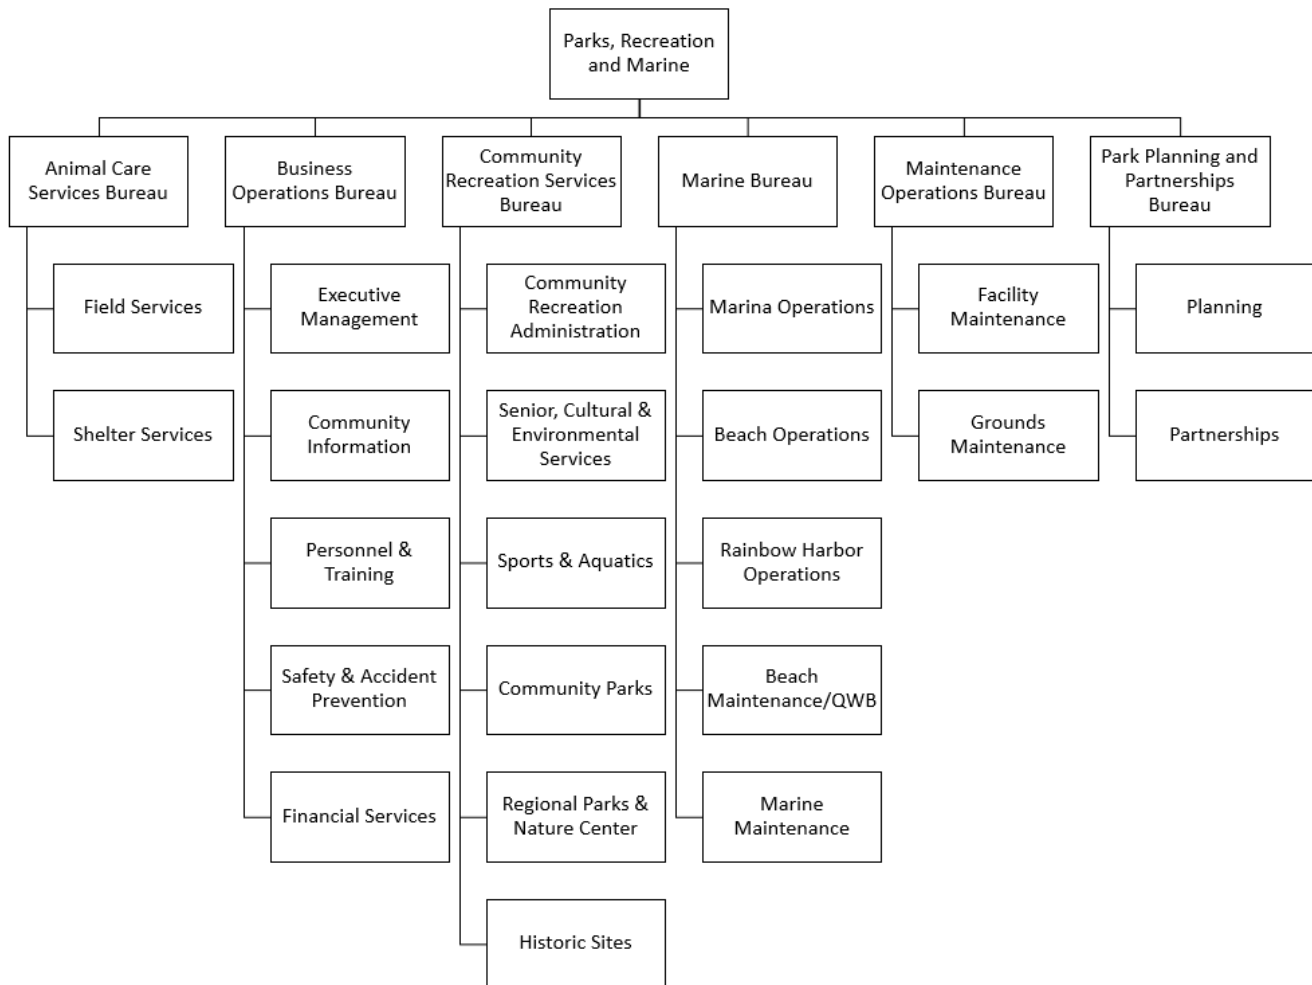 Parks, Recreation
and Marine
Animal Care
Services Bureau
Business
Operations Bureau
Community
Recreation Services
Bureau
Marine Bureau
Maintenance
Operations Bureau
Park Planning and
Partnerships
Bureau
Field Services
Shelter Services
Executive
Management
Community
Information
Personnel &
Training
Safety & Accident
Prevention
Financial Services
Community
Recreation
Administration
Senior, Cultural &
Environmental
Services
Sports & Aquatics
Community Parks
Regional Parks &
Nature Center
Historic Sites
Marina Operations
Beach Operations
Rainbow Harbor
Operations
Beach
Maintenance/QWB
Marine
Maintenance
Facility
Maintenance
Grounds
Maintenance
Planning
Partnerships